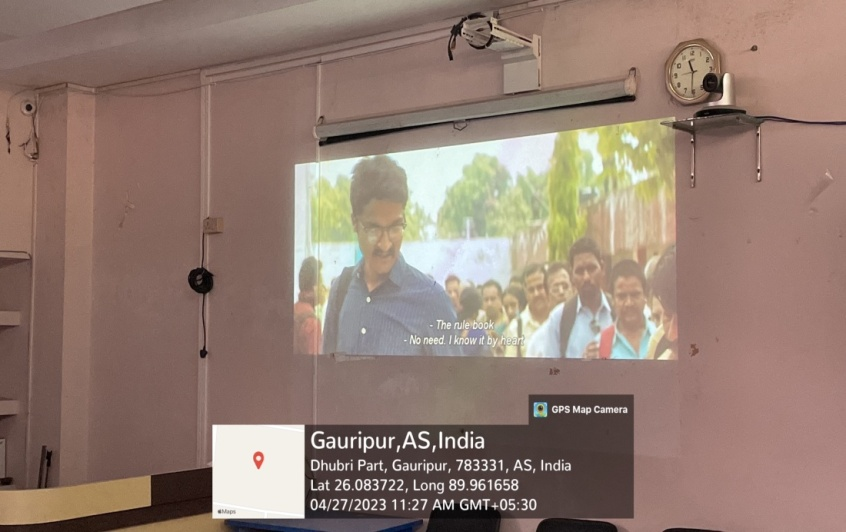 - The rule book
- No need. I know it by heart
GPS Map Camera
Gauripur,AS,India
Dhubri Part, Gauripur, 783331, AS, India
Lat 26.083722, Long 89.961658
04/27/2023 11:27 AM GMT+05:30
Maps